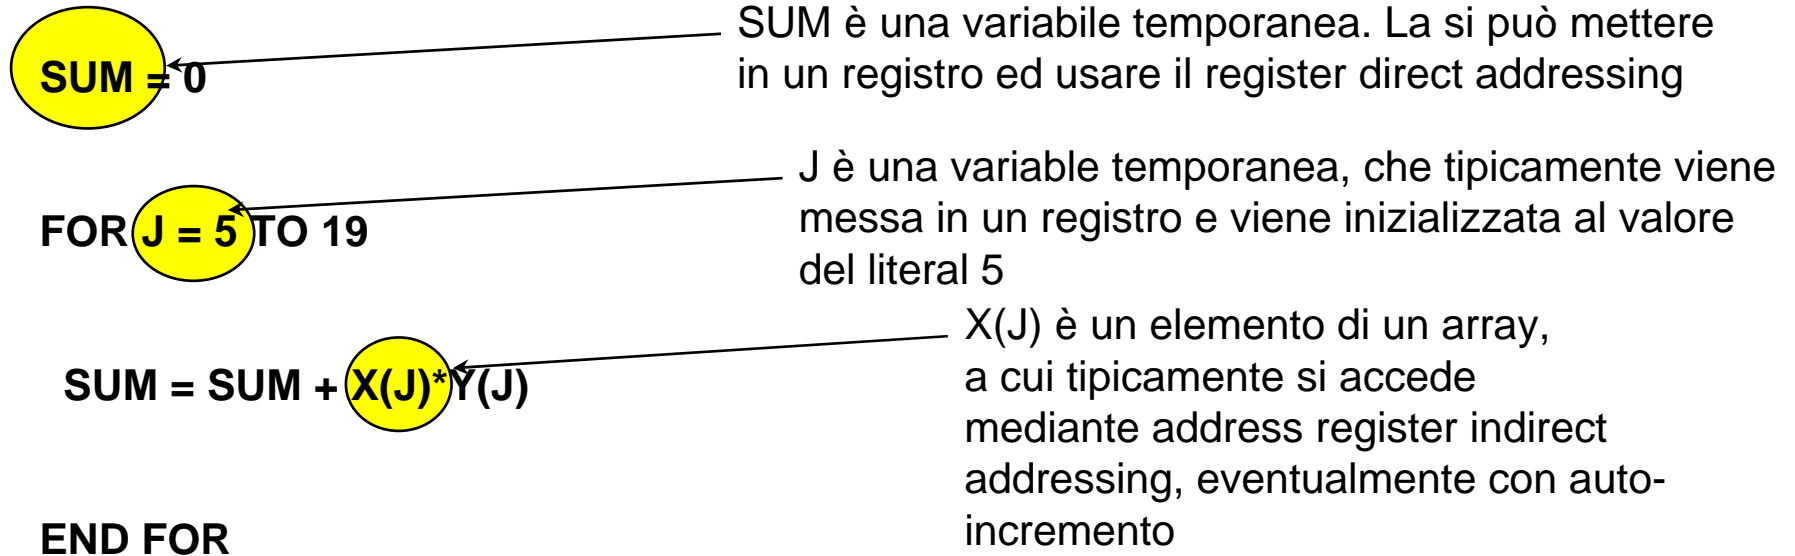 SUM è una variabile temporanea. La si può mettere
in un registro ed usare il register direct addressing
SUM = 0
J è una variable temporanea, che tipicamente viene
messa in un registro e viene inizializzata al valore
del literal 5
FOR J = 5 TO 19
X(J) è un elemento di un array,
a cui tipicamente si accede
mediante address register indirect
addressing, eventualmente con auto-
incremento
SUM = SUM + X(J)*Y(J)
END FOR